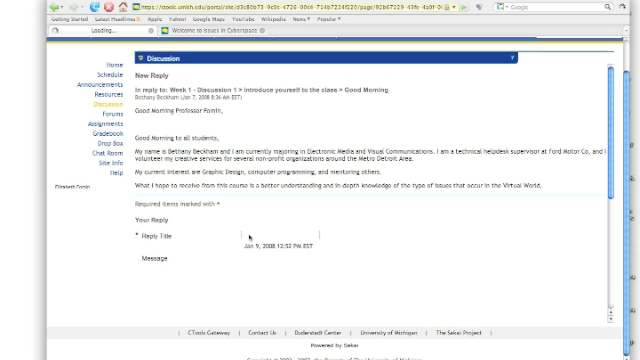 Getting Started
Latest Headlines
Apple
Yahoo!
Google Maps
YouTube
Wikipedia
News
Popular
Google
Loading...
Welcome to Issues in Cyberspace
Discussion
?
Home
Schedule
Announcements
Resources
Discussion
Forums
Assignments
Gradebook
Drop Box
Chat Room
Site Info
Help
New Reply
In reply to: Week 1 - Discussion 1 > Introduce yourself to the class > Good Morning
Bethany Beckham (Jan 7, 2008 8:36 AM EST)
Good Morning Professor Fomin,
Good Morning to all students,
My name is Bethany Beckham and I am currently majoring in Electronic Media and Visual Communications. I am a technical helpdesk supervisor at Ford Motor Co, and I
volunteer my creative services for several non-profit organizations around the Metro Detroit Area.
My current interest are Graphic Design, computer programming, and mentoring others.
What I hope to receive from this course is a better understanding and in-depth knowledge of the type of issues that occur in the Virtual World.
Elizabeth Fomin
Required items marked with *
Your Reply
* Reply Title
Jan 9, 2008 12:52 PM EST
Message
| CTools Gateway | Contact Us | Duderstadt Center | University of Michigan | The Sakai Project |
Powered by Sakai